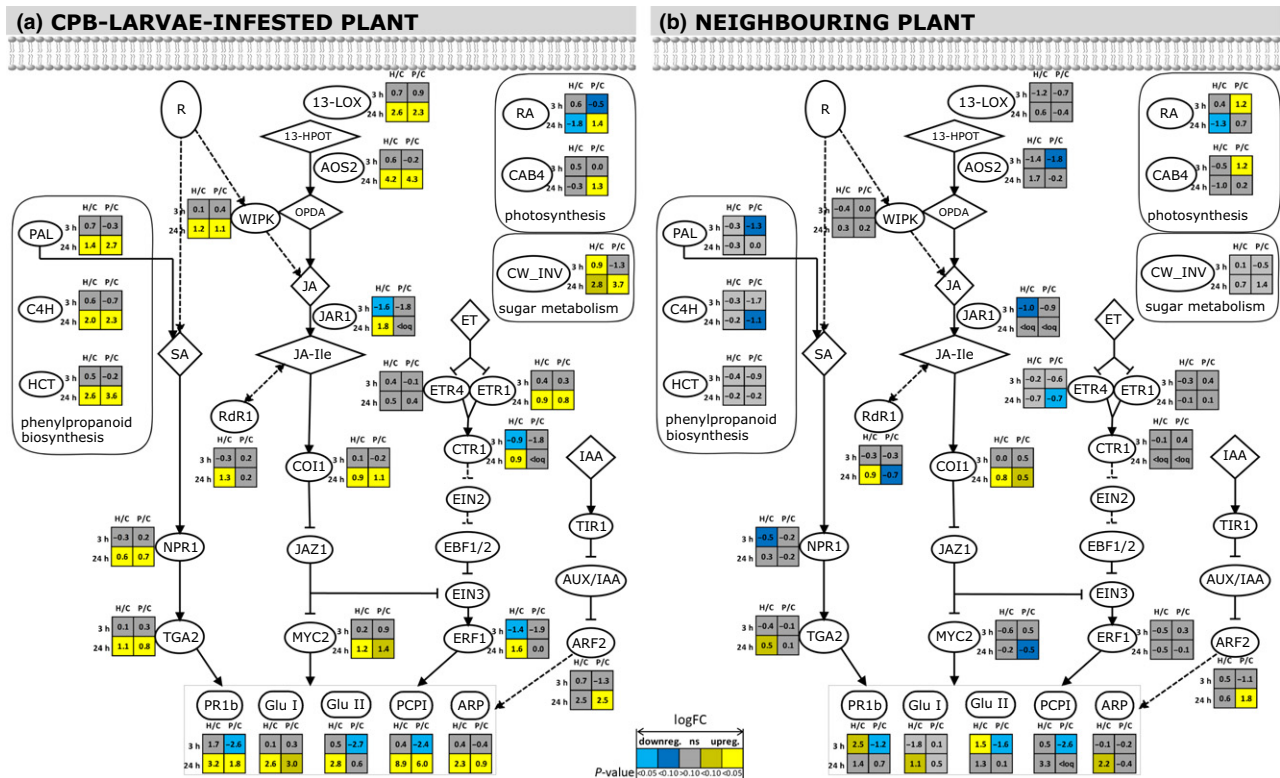 (a) CPB-LARVAE-INFESTED PLANT
R
13-LOX
H/C P/C
3 h 0.7 0.9
24 h 2.6 2.3
13-HPOT
AOS2
H/C P/C
3 h 0.6 −0.2
24 h 4.2 4.3
WIPK
H/C P/C
3 h 0.1 0.4
24 h 1.2 1.1
OPDA
JA
JAR1
H/C P/C
3 h −1.6 −1.8
24 h 1.8 <loq
JA-Ile
RdR1
H/C P/C
3 h −0.3 0.2
24 h 1.3 0.2
COI1
H/C P/C
3 h 0.1 −0.2
24 h 0.9 1.1
JAZ1
MYC2
H/C P/C
3 h 0.2 0.9
24 h 1.2 1.4
PAL
H/C P/C
3 h 0.7 −0.3
24 h 1.4 2.7
C4H
H/C P/C
3 h 0.6 −0.7
24 h 2.0 2.3
HCT
H/C P/C
3 h 0.5 −0.2
24 h 2.6 3.6
phenylpropanoid
biosynthesis
SA
NPR1
H/C P/C
3 h −0.3 0.2
24 h 0.6 0.7
TGA2
H/C P/C
3 h 0.1 0.3
24 h 1.1 0.8
RA
H/C P/C
3 h 0.6 −0.5
24 h −1.8 1.4
CAB4
H/C P/C
3 h 0.5 0.0
24 h −0.3 1.3
photosynthesis
CW_INV
H/C P/C
3 h 0.9 −1.3
24 h 2.8 3.7
sugar metabolism
ET
ETR4
H/C P/C
3 h 0.4 −0.1
24 h 0.5 0.4
ETR1
H/C P/C
3 h 0.4 0.3
24 h 0.9 0.8
CTR1
H/C P/C
3 h −0.9 −1.8
24 h 0.9 <loq
EIN2
EBF1/2
EIN3
ERF1
H/C P/C
3 h −1.4 −1.9
24 h 1.6 0.0
IAA
TIR1
AUX/IAA
ARF2
H/C P/C
3 h 0.7 −1.3
24 h 2.5 2.5
PR1b Glu I Glu II PCPI ARP
H/C P/C H/C P/C H/C P/C H/C P/C H/C P/C
3 h 1.7 −2.6 0.1 0.3 0.5 −2.7 0.4 −2.4 0.4 −0.4
24 h 3.2 1.8 2.6 3.0 2.8 0.6 8.9 6.0 2.3 0.9
logFC
downreg. ns upreg.
P-value <0.05 <0.10 >0.10 <0.10 <0.05
(b) NEIGHBOURING PLANT
R
13-LOX
H/C P/C
3 h −1.2 −0.7
24 h 0.6 −0.4
13-HPOT
AOS2
H/C P/C
3 h −1.4 −1.8
24 h 1.7 −0.2
WIPK
H/C P/C
3 h −0.4 0.0
24 h 0.3 0.2
OPDA
JA
JAR1
H/C P/C
3 h −1.0 −0.9
24 h <loq <loq
JA-Ile
RdR1
H/C P/C
3 h −0.3 −0.3
24 h 0.9 −0.7
COI1
H/C P/C
3 h 0.0 0.5
24 h 0.8 0.5
JAZ1
MYC2
H/C P/C
3 h −0.6 0.5
24 h −0.2 −0.5
PAL
H/C P/C
3 h −0.3 −1.3
24 h −0.3 0.0
C4H
H/C P/C
3 h −0.3 −1.7
24 h −0.2 −1.1
HCT
H/C P/C
3 h −0.4 −0.9
24 h −0.2 −0.2
phenylpropanoid
biosynthesis
SA
NPR1
H/C P/C
3 h −0.5 −0.2
24 h 0.3 −0.2
TGA2
H/C P/C
3 h −0.4 −0.1
24 h 0.5 0.1
RA
H/C P/C
3 h 0.4 1.2
24 h −1.3 0.7
CAB4
H/C P/C
3 h −0.5 1.2
24 h −1.0 0.2
photosynthesis
CW_INV
H/C P/C
3 h 0.1 −0.5
24 h 0.7 1.4
sugar metabolism
ET
ETR4
H/C P/C
3 h −0.2 −0.6
24 h −0.7 −0.7
ETR1
H/C P/C
3 h −0.3 0.4
24 h −0.1 0.1
CTR1
H/C P/C
3 h −0.1 0.4
24 h <loq <loq
EIN2
EBF1/2
EIN3
ERF1
H/C P/C
3 h −0.5 0.3
24 h −0.5 −0.1
IAA
TIR1
AUX/IAA
ARF2
H/C P/C
3 h 0.5 −1.1
24 h 0.6 1.8
PR1b Glu I Glu II PCPI ARP
H/C P/C H/C P/C H/C P/C H/C P/C H/C P/C
3 h 2.5 −1.2 −1.8 0.1 1.5 −1.6 0.5 −2.6 −0.1 −0.2
24 h 1.4 0.7 1.1 0.5 1.3 0.1 3.3 <loq 2.2 −0.4